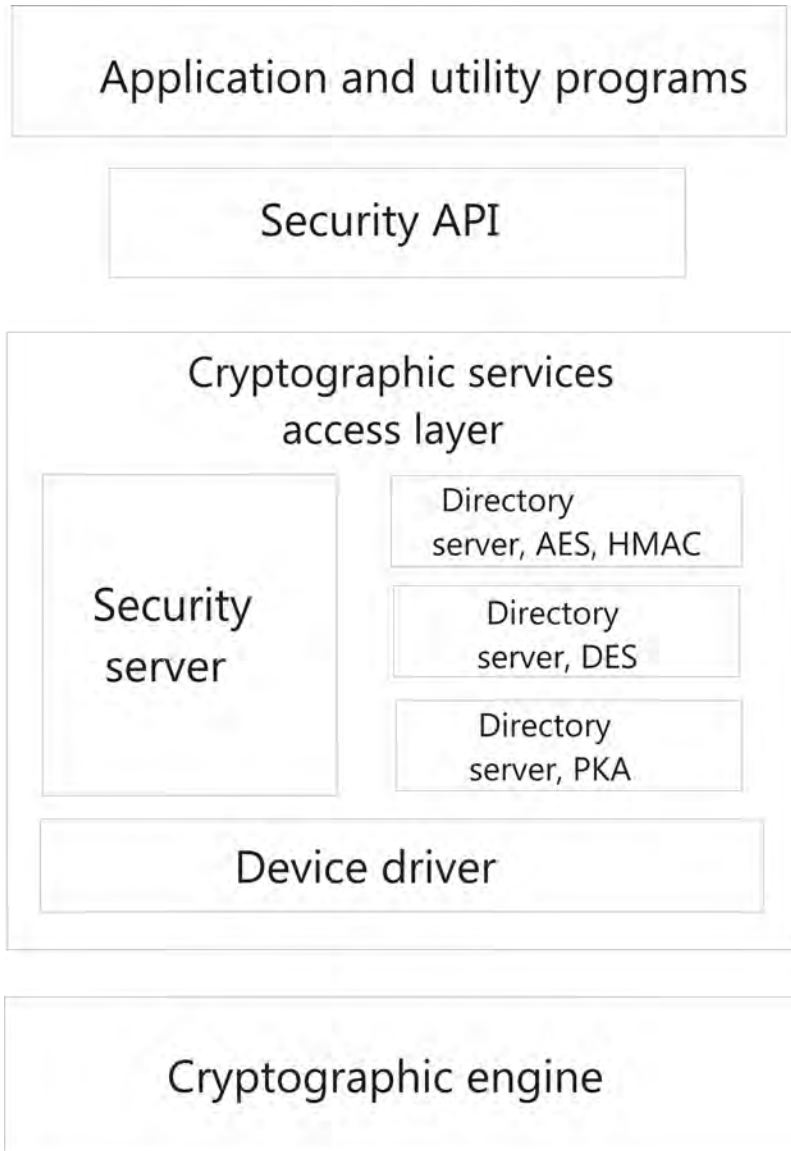 Application and utility programs
Security API
Cryptographic services
access layer
Security
server
Directory
server, AES, HMAC
Directory
server, DES
Directory
server, PKA
Device driver
Cryptographic engine